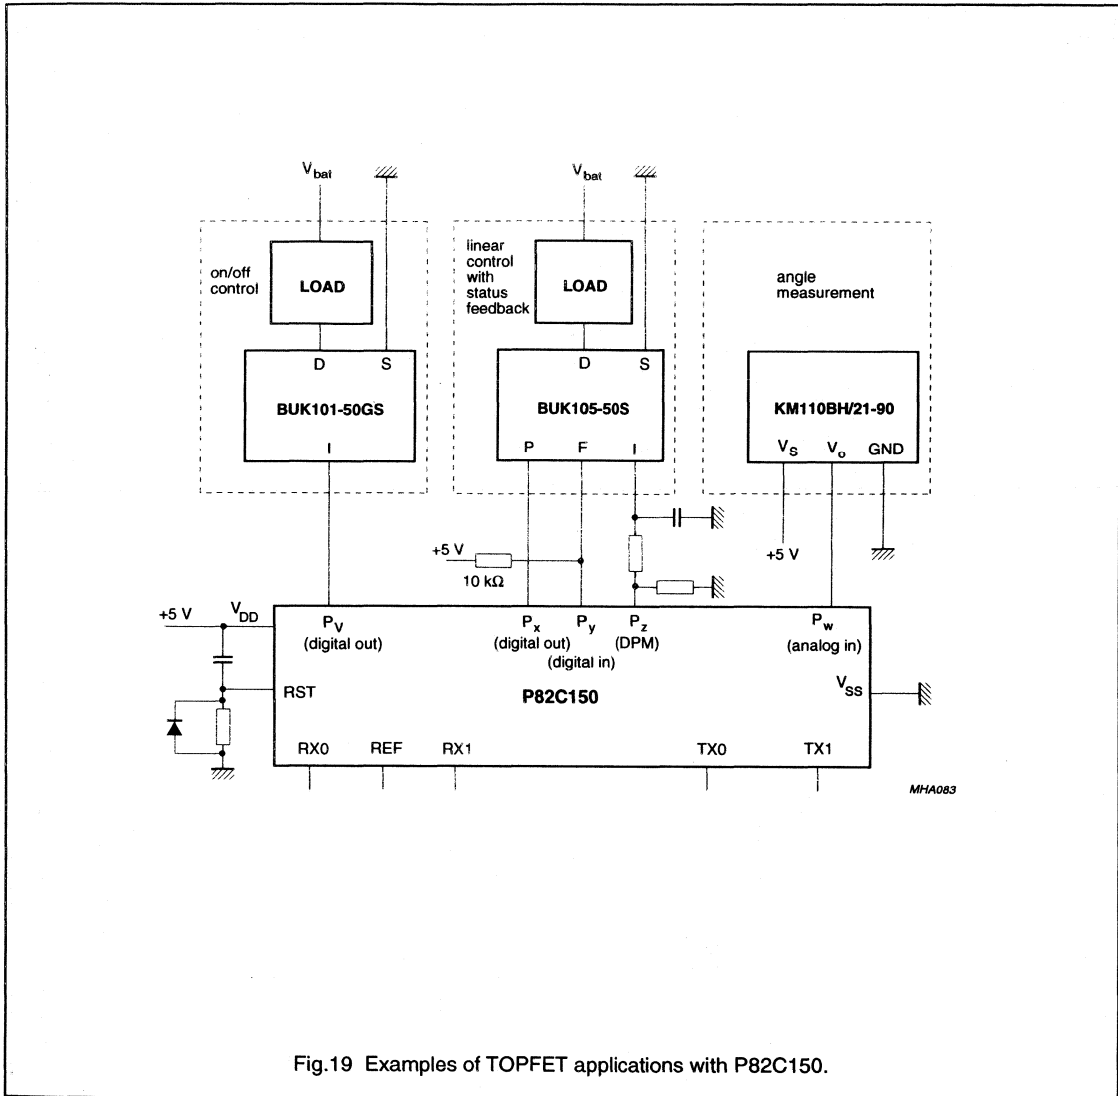 V_bat
V_bat
on/off
control
LOAD
linear
control
with
status
feedback
LOAD
angle
measurement
D S
BUK101-50GS
I
D S
BUK105-50S
P F I
KM110BH/21-90
V_S V_o GND
+5 V
10 kΩ
+5 V
+5 V
V_DD
P_V
(digital out)
P_x P_y P_z
(digital out) (DPM)
(digital in)
P_w
(analog in)
RST
P82C150
V_SS
RX0 REF RX1 TX0 TX1
MHA083
Fig.19 Examples of TOPFET applications with P82C150.